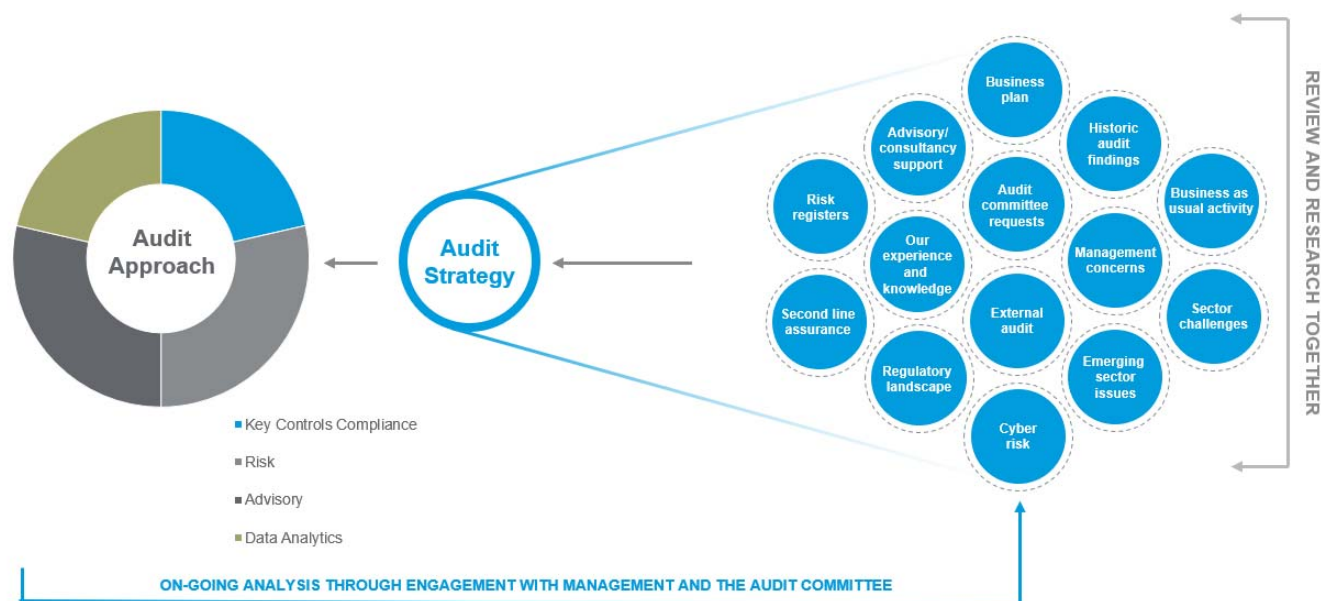 Audit
Approach
Key Controls Compliance
Risk
Advisory
Data Analytics
Audit
Strategy
Business
plan
Advisory/
consultancy
support
Historic
audit
findings
Risk
registers
Audit
committee
requests
Business as
usual activity
Our
experience
and
knowledge
Management
concerns
Second line
assurance
External
audit
Sector
challenges
Regulatory
landscape
Emerging
sector
issues
Cyber
risk
REVIEW AND RESEARCH TOGETHER
ON-GOING ANALYSIS THROUGH ENGAGEMENT WITH MANAGEMENT AND THE AUDIT COMMITTEE